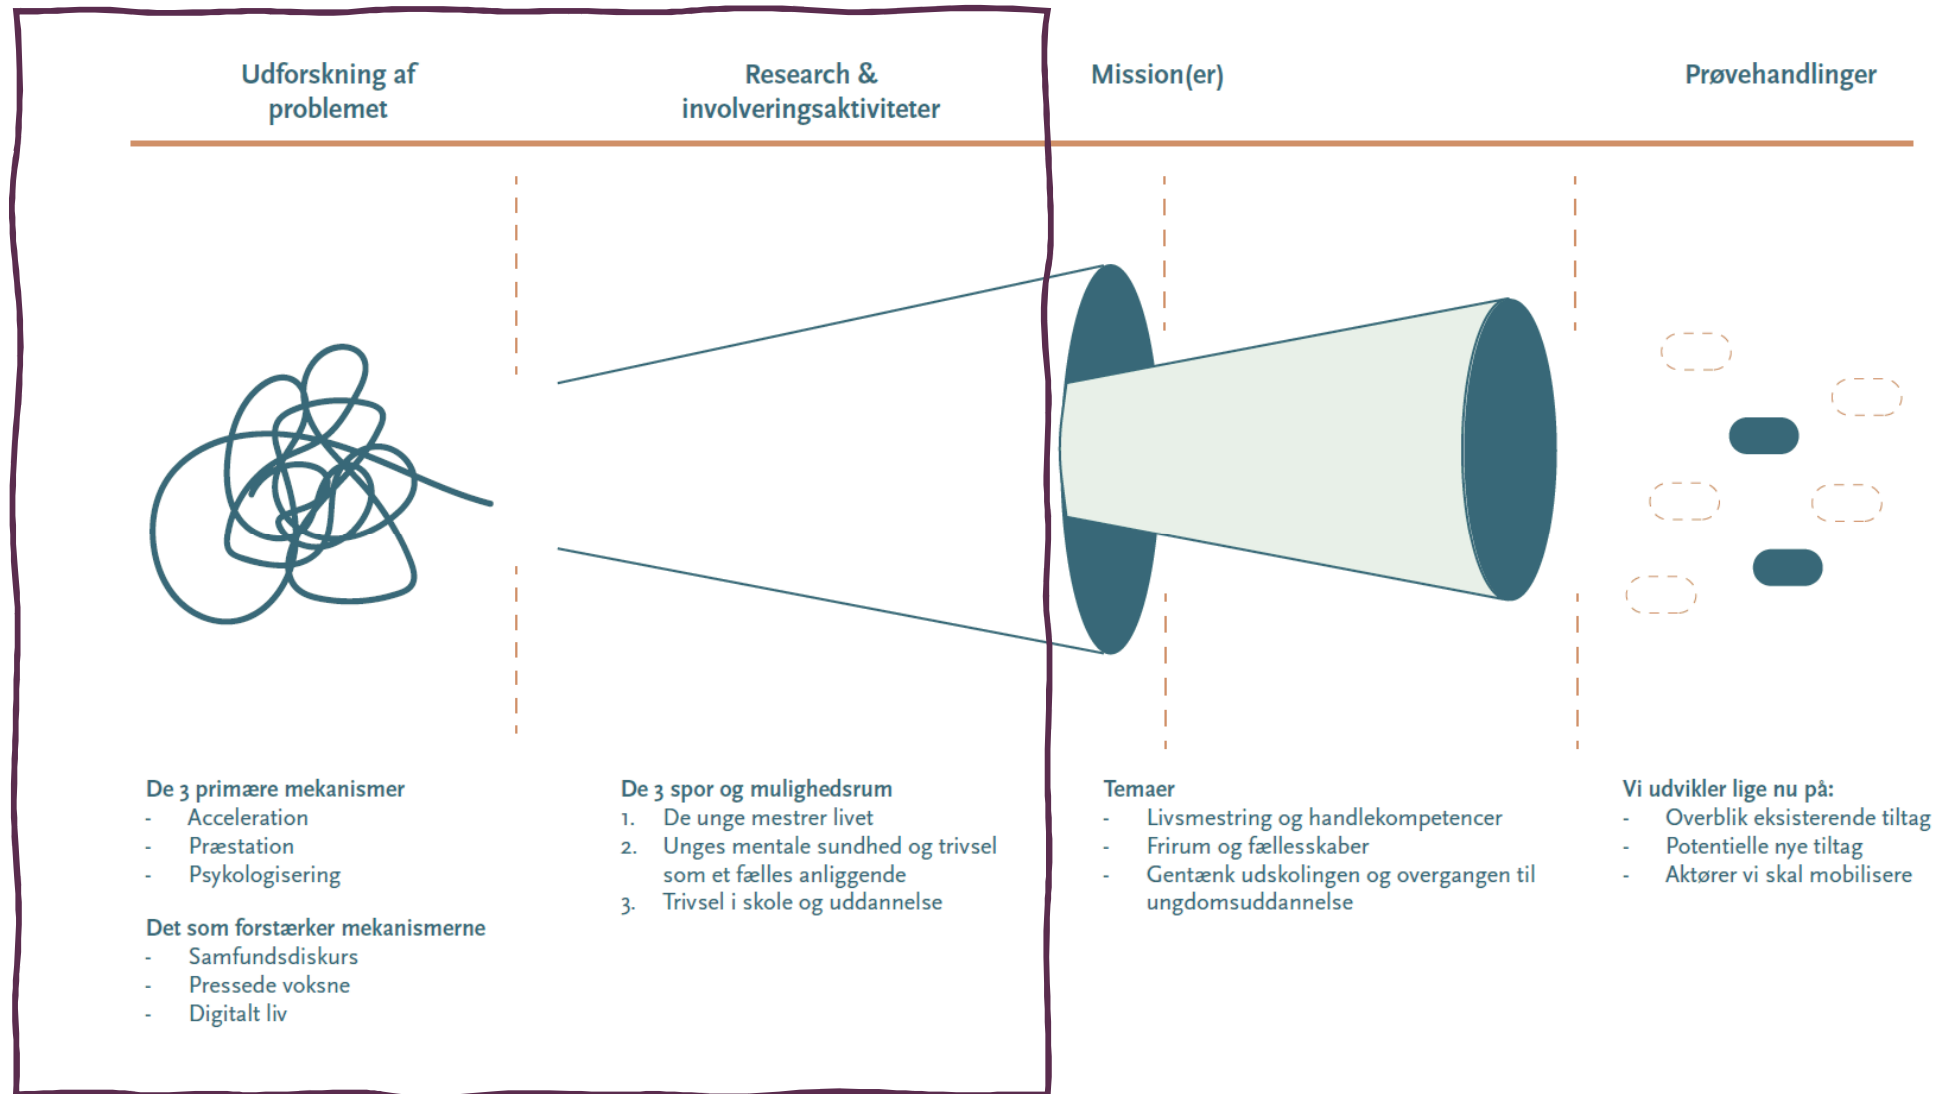 Udforskning af
problemet
Research &
involveringsaktiviteter
Mission(er)
Prøvehandlinger
De 3 primære mekanismer
- Acceleration
- Præstation
- Psykologisering
Det som forstærker mekanismerne
- Samfundsdiskurs
- Pressede voksne
- Digitalt liv
De 3 spor og mulighedsrum
1. De unge mestrer livet
2. Unges mentale sundhed og trivsel
som et fælles anliggende
3. Trivsel i skole og uddannelse
Temaer
- Livsmestring og handlekompetencer
- Frirum og fællesskaber
- Gentænk udskolingen og overgangen til
ungdomsuddannelse
Vi udvikler lige nu på:
- Overblik eksisterende tiltag
- Potentielle nye tiltag
- Aktører vi skal mobilisere